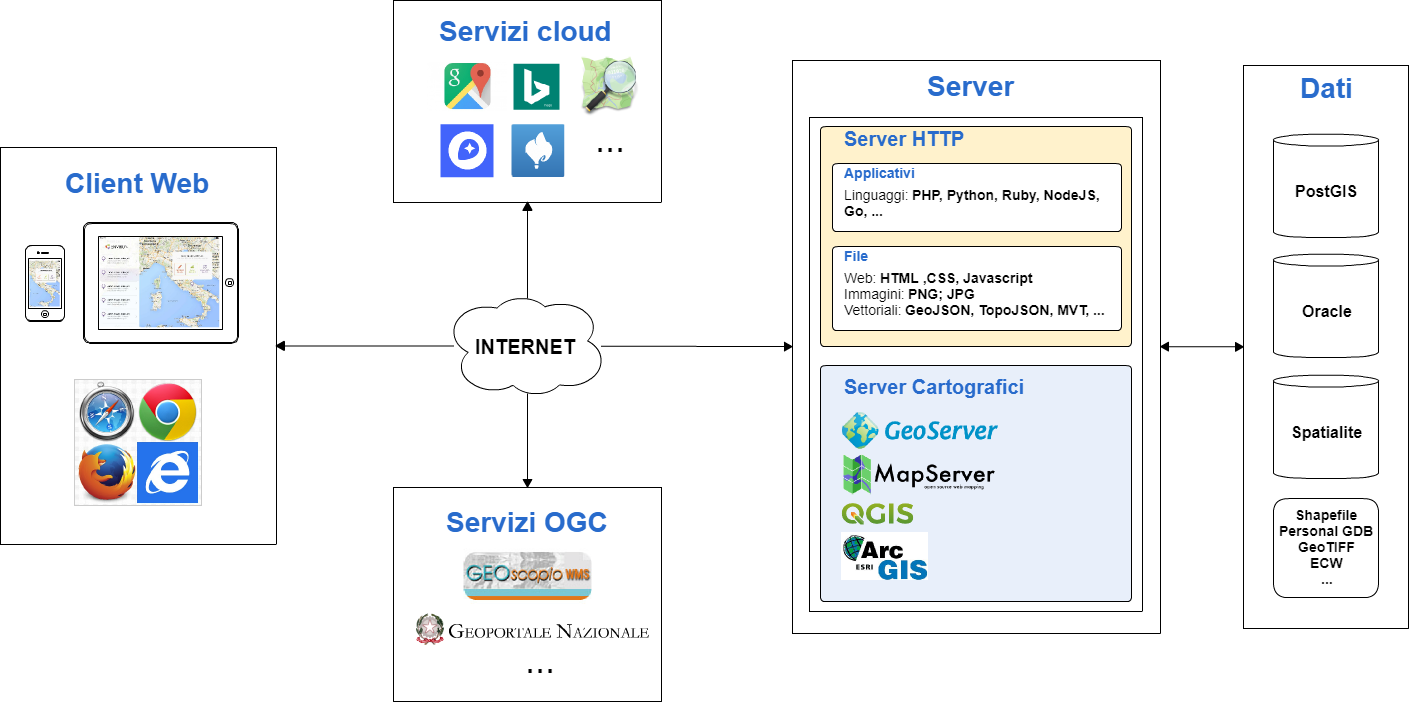 Servizi cloud
g
...
Client Web
INTERNET
Servizi OGC
GEOscopio WMS
GEOPORTALE NAZIONALE
...
Server
Server HTTP
Applicativi
Linguaggi: PHP, Python, Ruby, NodeJS,
Go, ...
File
Web: HTML ,CSS, Javascript
Immagini: PNG; JPG
Vettoriali: GeoJSON, TopoJSON, MVT, ...
Server Cartografici
GeoServer
MapServer
open source web mapping
QGIS
Arc
ESRI
GIS
Dati
PostGIS
Oracle
Spatialite
Shapefile
Personal GDB
GeoTIFF
ECW
...